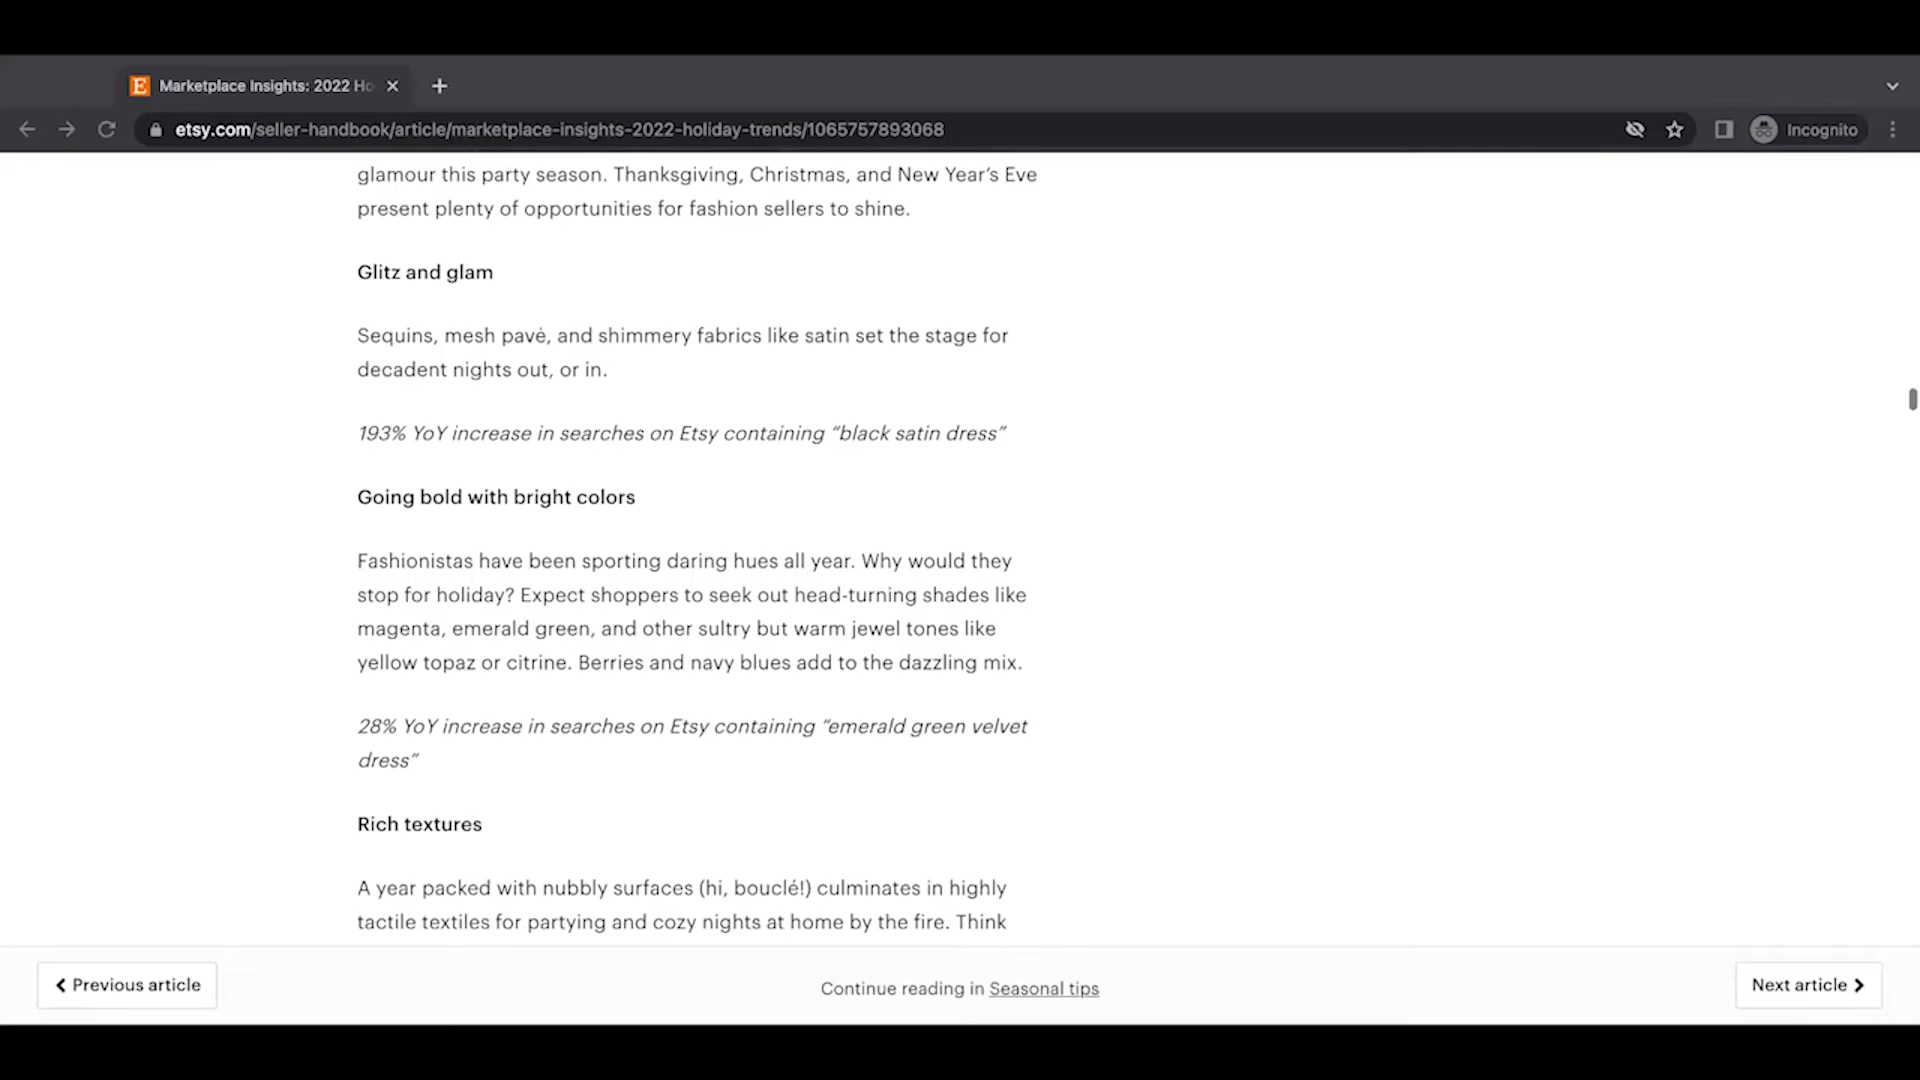 Marketplace Insights: 2022 Ho
etsy.com/seller-handbook/article/marketplace-insights-2022-holiday-trends/1065757893068
Incognito
glamour this party season. Thanksgiving, Christmas, and New Year’s Eve
present plenty of opportunities for fashion sellers to shine.
Glitz and glam
Sequins, mesh pavė, and shimmery fabrics like satin set the stage for
decadent nights out, or in.
193% YoY increase in searches on Etsy containing “black satin dress”
Going bold with bright colors
Fashionistas have been sporting daring hues all year. Why would they
stop for holiday? Expect shoppers to seek out head-turning shades like
magenta, emerald green, and other sultry but warm jewel tones like
yellow topaz or citrine. Berries and navy blues add to the dazzling mix.
28% YoY increase in searches on Etsy containing “emerald green velvet
dress”
Rich textures
A year packed with nubbly surfaces (hi, bouclé!) culminates in highly
tactile textiles for partying and cozy nights at home by the fire. Think
Previous article
Continue reading in Seasonal tips
Next article